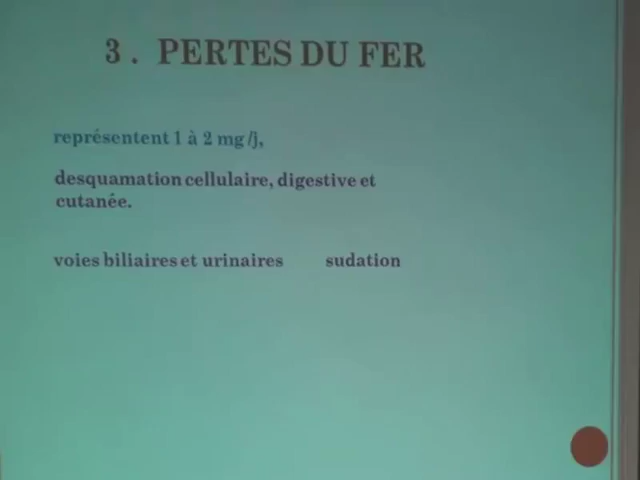 3 . PERTES DU FER
représentent 1 à 2 mg /j,
desquamation cellulaire, digestive et
cutanée.
voies biliaires et urinaires sudation